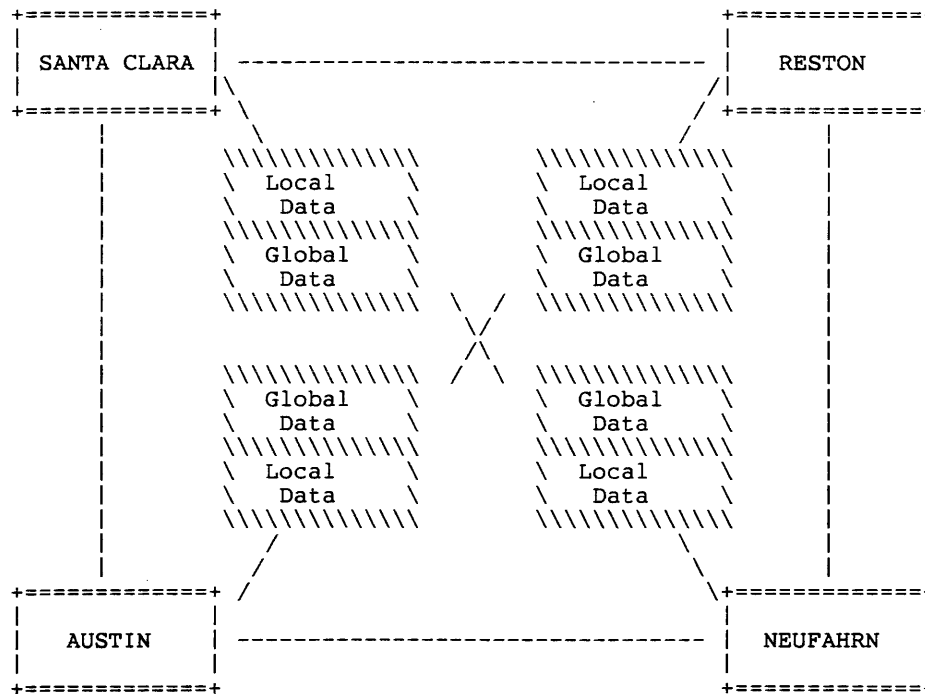 SANTA CLARA RESTON
Local Local
Data Data
Global Global
Data Data
Global Global
Data Data
Local Local
Data Data
AUSTIN NEUFAHRN